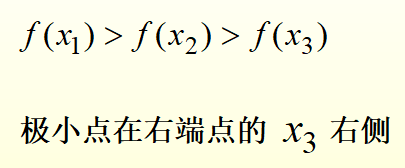 f(x₁) > f(x₂) > f(x₃)
极小点在右端点的 x₃ 右侧